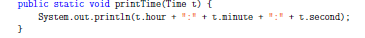 public static void printTime(Time t) {
System.out.println(t.hour + ":" + t.minute + ":" + t.second);
}